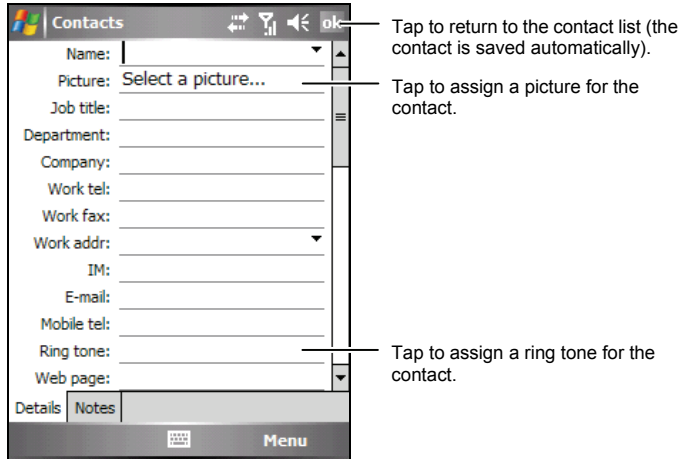 Contacts ok
Tap to return to the contact list (the
contact is saved automatically).
Name:
Picture: Select a picture...
Tap to assign a picture for the
contact.
Job title:
Department:
Company:
Work tel:
Work fax:
Work addr:
IM:
E-mail:
Mobile tel:
Ring tone:
Tap to assign a ring tone for the
contact.
Web page:
Details Notes
Menu